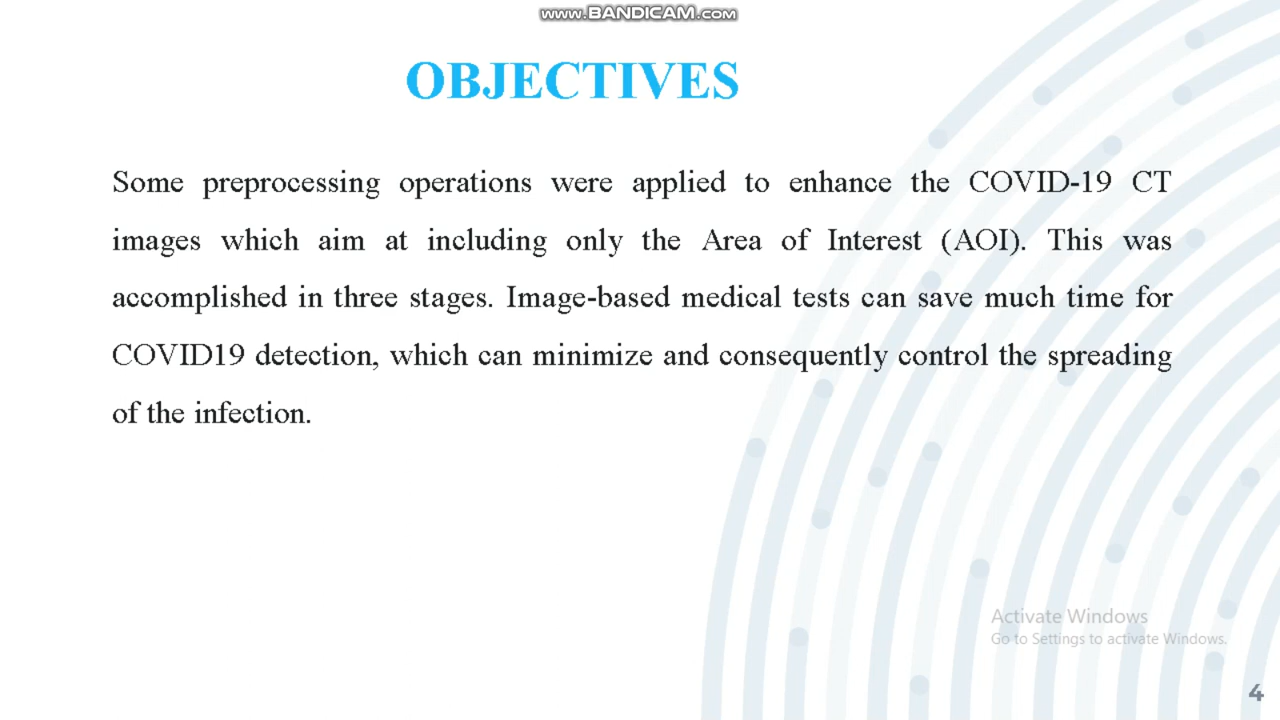 www.BANDICAM.com
OBJECTIVES
Some preprocessing operations were applied to enhance the COVID-19 CT
images which aim at including only the Area of Interest (AOI). This was
accomplished in three stages. Image-based medical tests can save much time for
COVID19 detection, which can minimize and consequently control the spreading
of the infection.
Activate Windows
Go to Settings to activate Windows.
4